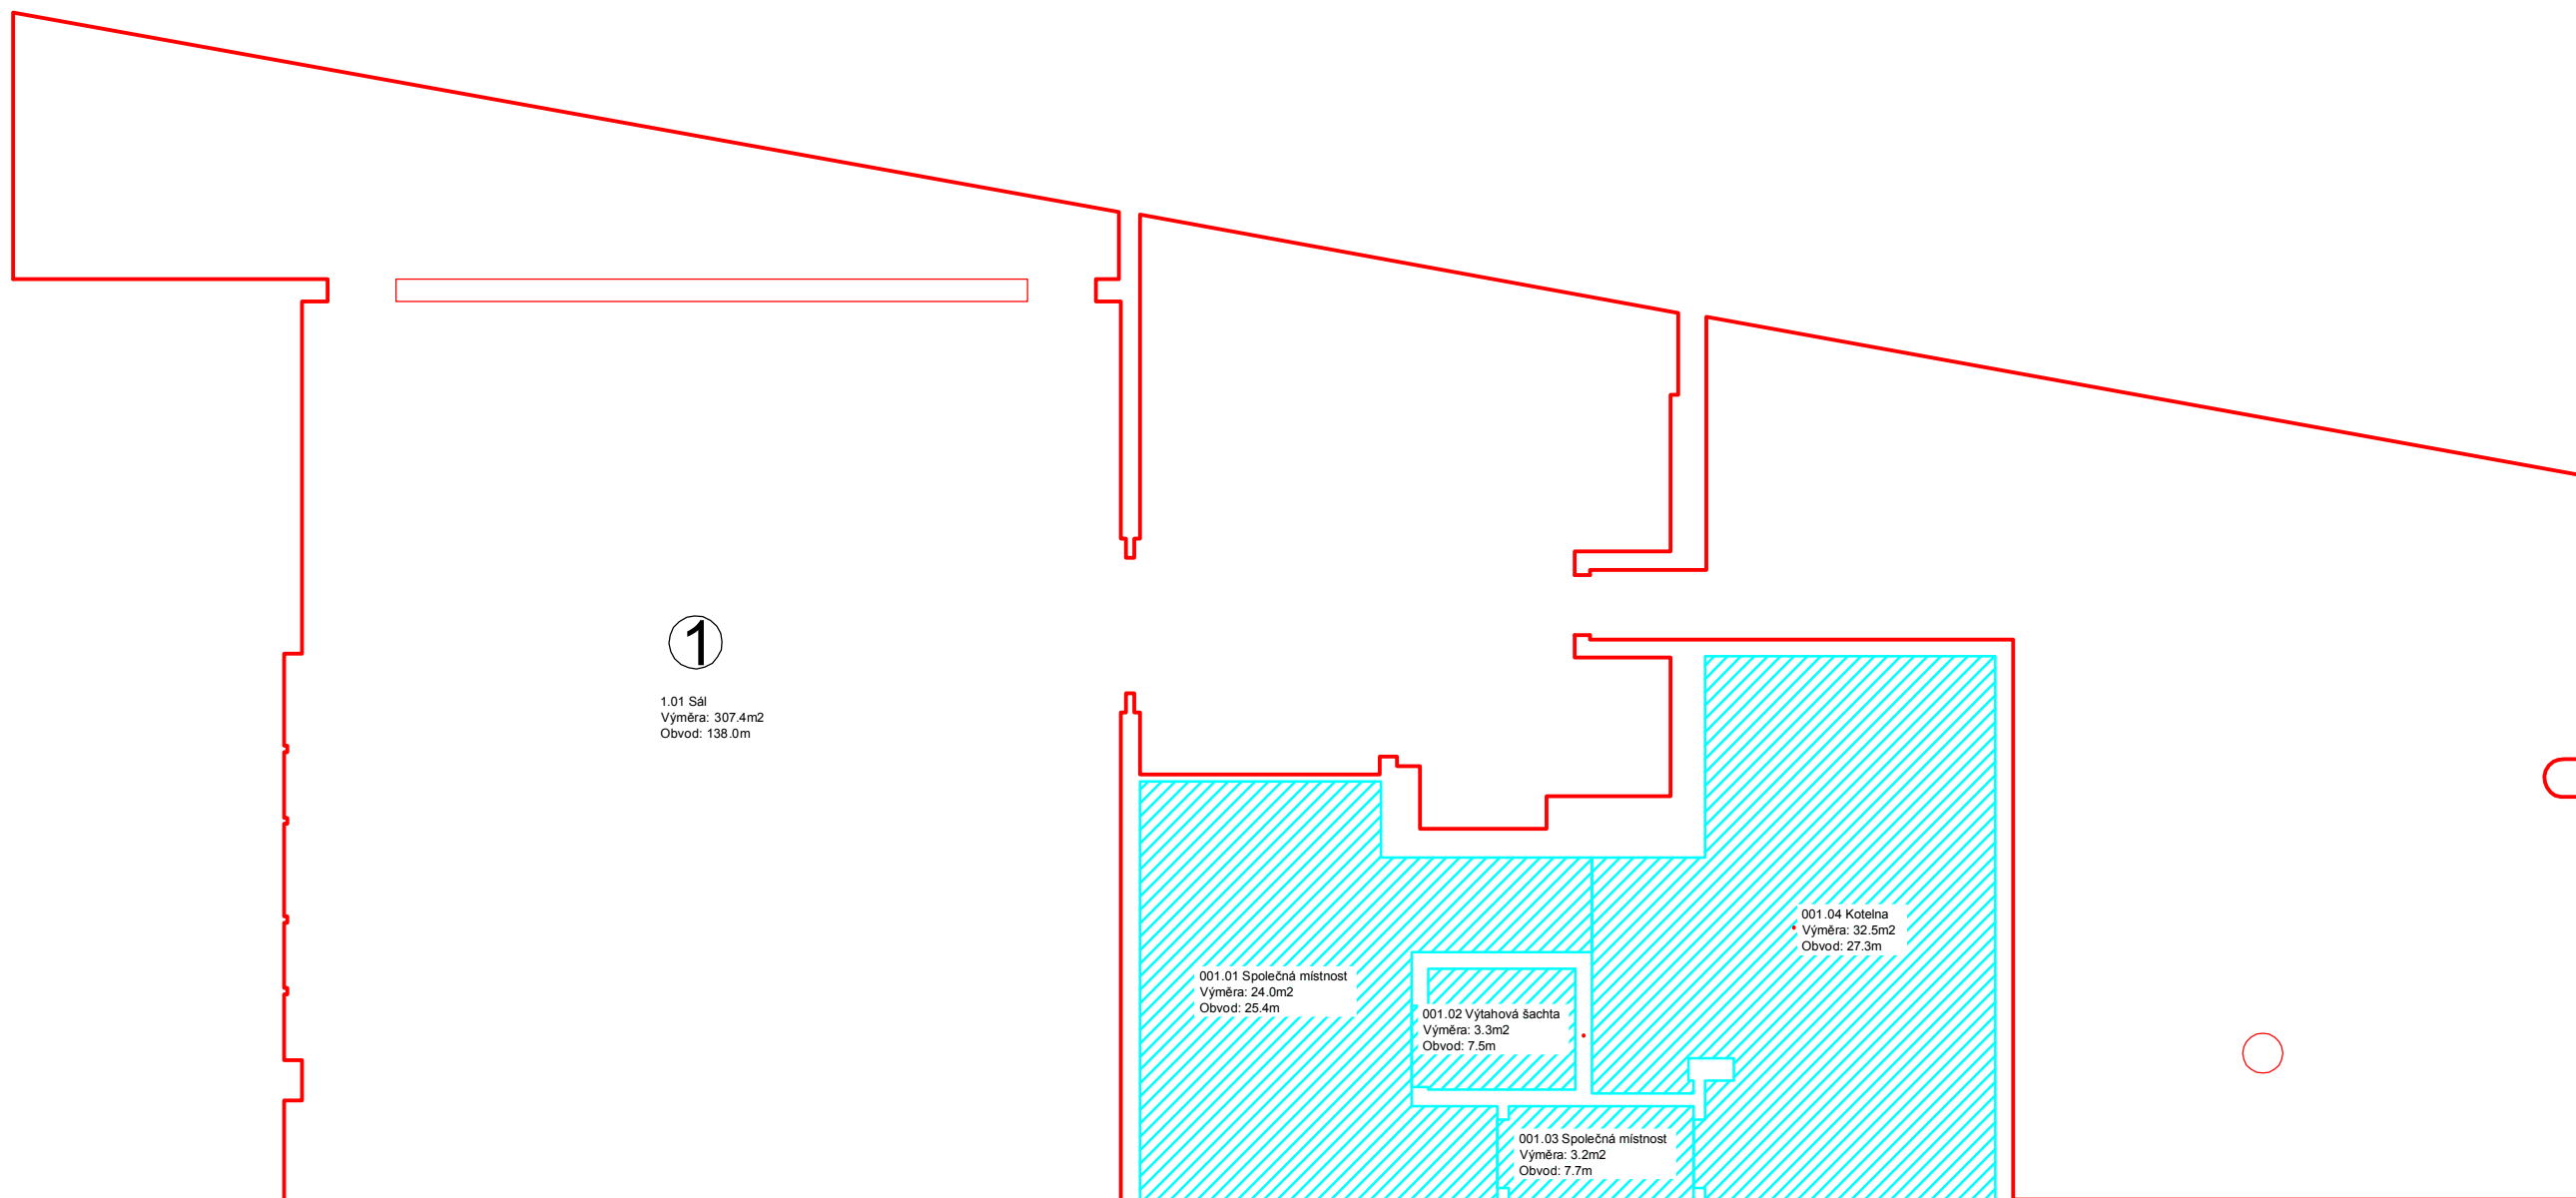 1
1.01 Sál
Výměra: 307.4m2
Obvod: 138.0m
001.04 Kotelna
Výměra: 32.5m2
Obvod: 27.3m
001.01 Společná místnost
Výměra: 24.0m2
Obvod: 25.4m
001.02 Výtahová šachta
Výměra: 3.3m2
Obvod: 7.5m
001.03 Společná místnost
Výměra: 3.2m2
Obvod: 7.7m